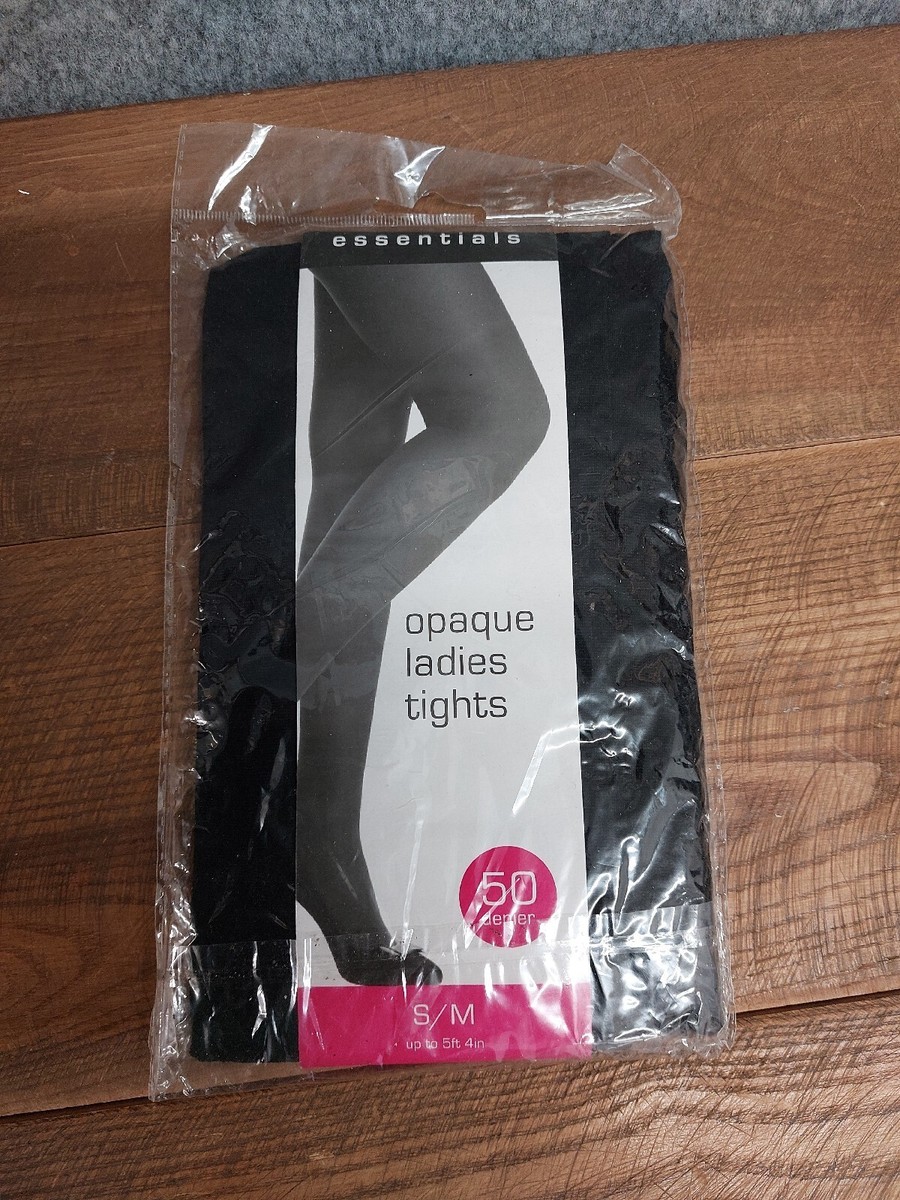 essentials
opaque
ladies
tights
50
denier
S/M
up to 5ft 4in